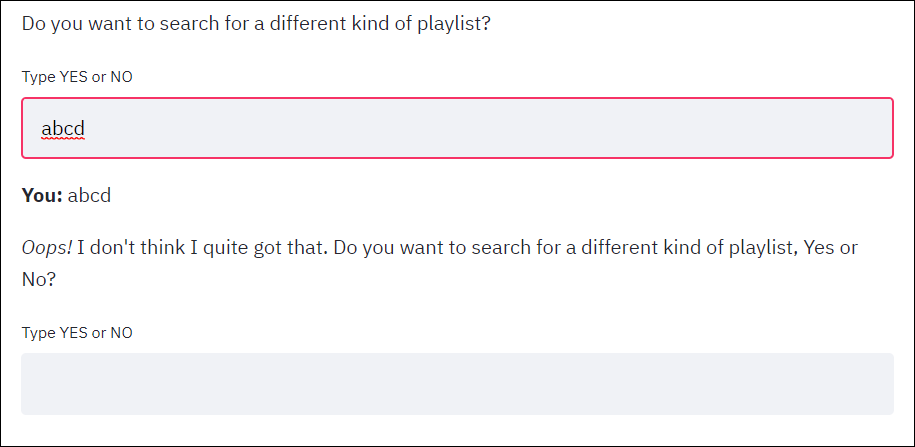 Do you want to search for a different kind of playlist?
Type YES or NO
abcd
You: abcd
Oops! I don't think I quite got that. Do you want to search for a different kind of playlist, Yes or
No?
Type YES or NO